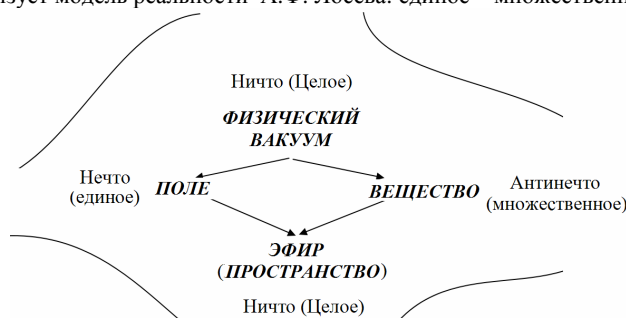 изует модель реальности А.Ф. Лосева: единое – множественн
Ничто (Целое)
ФИЗИЧЕСКИЙ
ВАКУУМ
Нечто
(единое)
ПОЛЕ
ВЕЩЕСТВО
Антинечто
(множественное)
ЭФИР
(ПРОСТРАНСТВО)
Ничто (Целое)